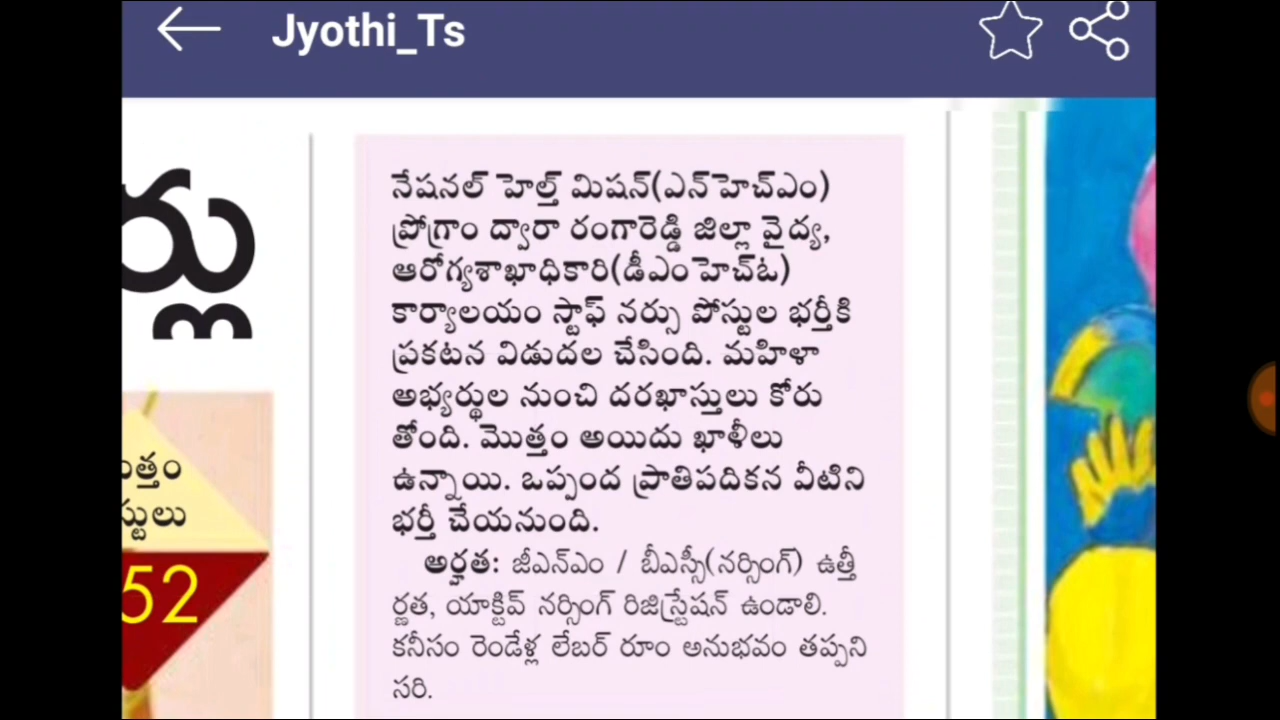 Jyothi_Ts
ర్లు
నేషనల్ హెల్త్ మిషన్(ఎన్‌హెచ్‌ఎం)
ప్రోగ్రాం ద్వారా రంగారెడ్డి జిల్లా వైద్య,
ఆరోగ్యశాఖాధికారి(డీఎంహెచ్‌ఓ)
కార్యాలయం స్టాఫ్ నర్సు పోస్టుల భర్తీకి
ప్రకటన విడుదల చేసింది. మహిళా
అభ్యర్థుల నుంచి దరఖాస్తులు కోరు
తోంది. మొత్తం అయిదు ఖాళీలు
ఉన్నాయి. ఒప్పంద ప్రాతిపదికన వీటిని
భర్తీ చేయనుంది.
అర్హత: జీఎన్‌ఎం / బీఎస్సీ(నర్సింగ్) ఉత్తీ
ర్ణత, యాక్టివ్ నర్సింగ్ రిజిస్ట్రేషన్ ఉండాలి.
కనీసం రెండేళ్ల లేబర్ రూం అనుభవం తప్పని
సరి.
52